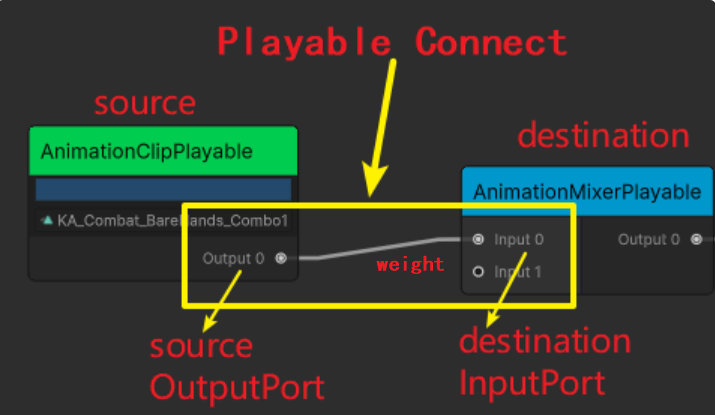 Playable Connect
source
destination
AnimationClipPlayable
AnimationMixerPlayable
KA_Combat_BareHands_Combo1
Input 0
Output 0
Output 0
weight
Input 1
source
OutputPort
destination
InputPort